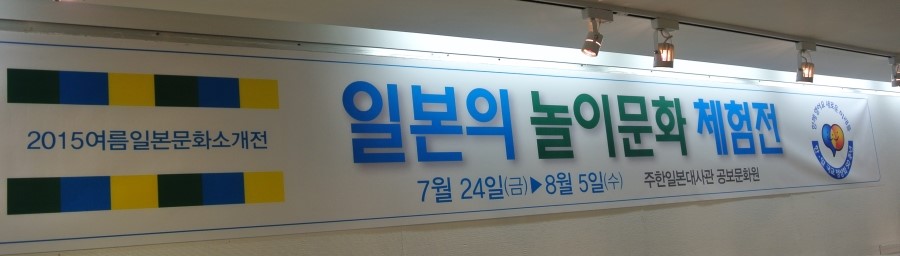 2015여름일본문화소개전
일본의 놀이문화 체험전
7월 24일(금)▶8월 5일(수)
주한일본대사관 공보문화원